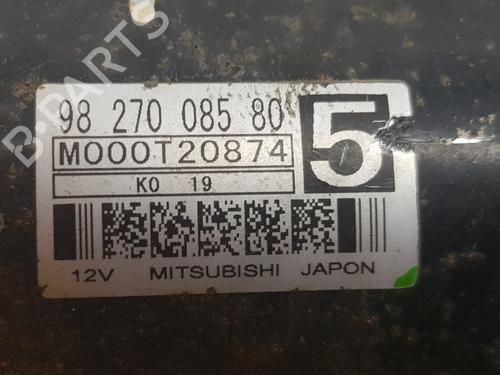 B-PARTS
98 270 085 80
5
M000T20874
K0 19
12V MITSUBISHI JAPON